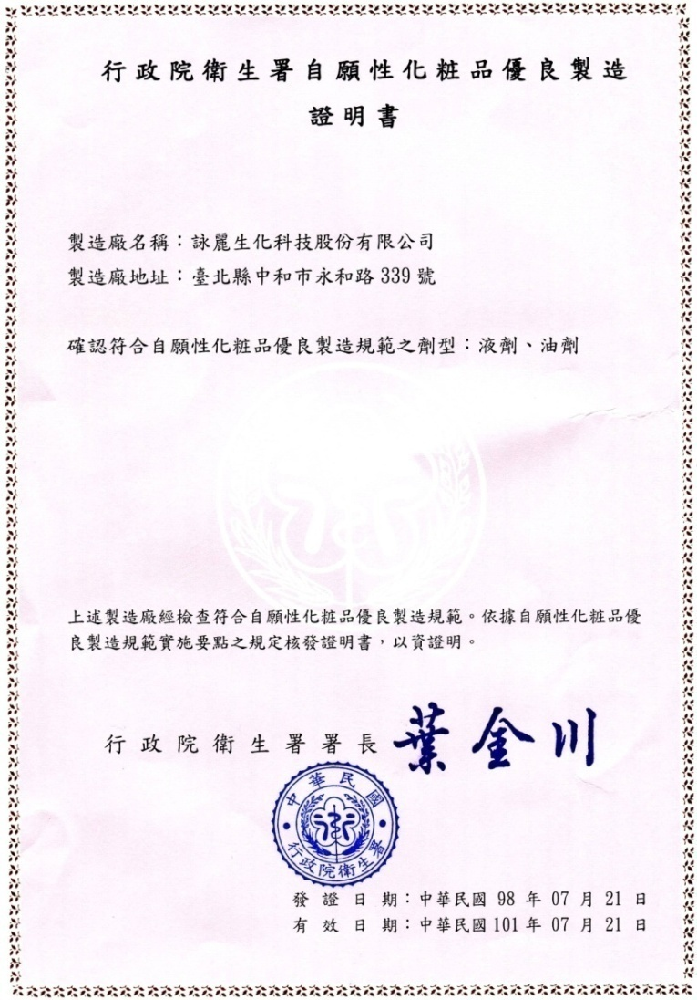 行政院衛生署自願性化粧品優良製造
證明書
製造廠名稱：詠麗生化科技股份有限公司
製造廠地址：臺北縣中和市永和路 339 號
確認符合自願性化粧品優良製造規範之劑型：液劑、油劑
上述製造廠經檢查符合自願性化粧品優良製造規範。依據自願性化粧品優
良製造規範實施要點之規定核發證明書，以資證明。
行政院衛生署署長 葉金川
中華民國
行政院衛生署
發證日期：中華民國 98 年 07 月 21 日
有效日期：中華民國 101 年 07 月 21 日